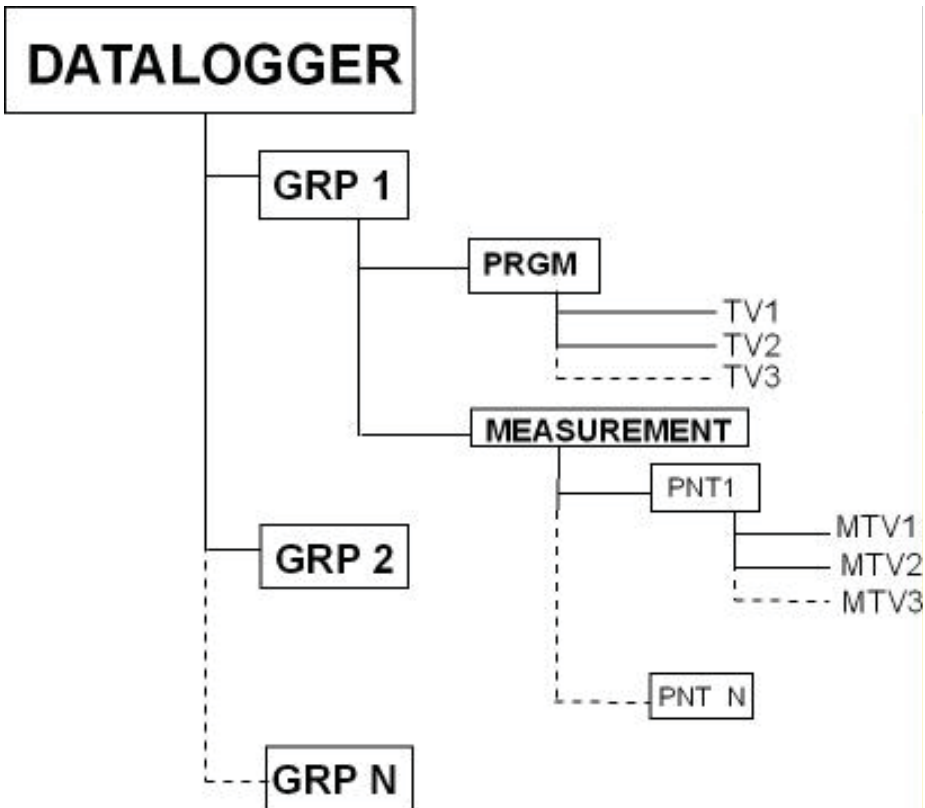 DATALOGGER
GRP 1
PRGM
TV1
TV2
TV3
MEASUREMENT
PNT1
MTV1
MTV2
MTV3
GRP 2
PNT N
GRP N